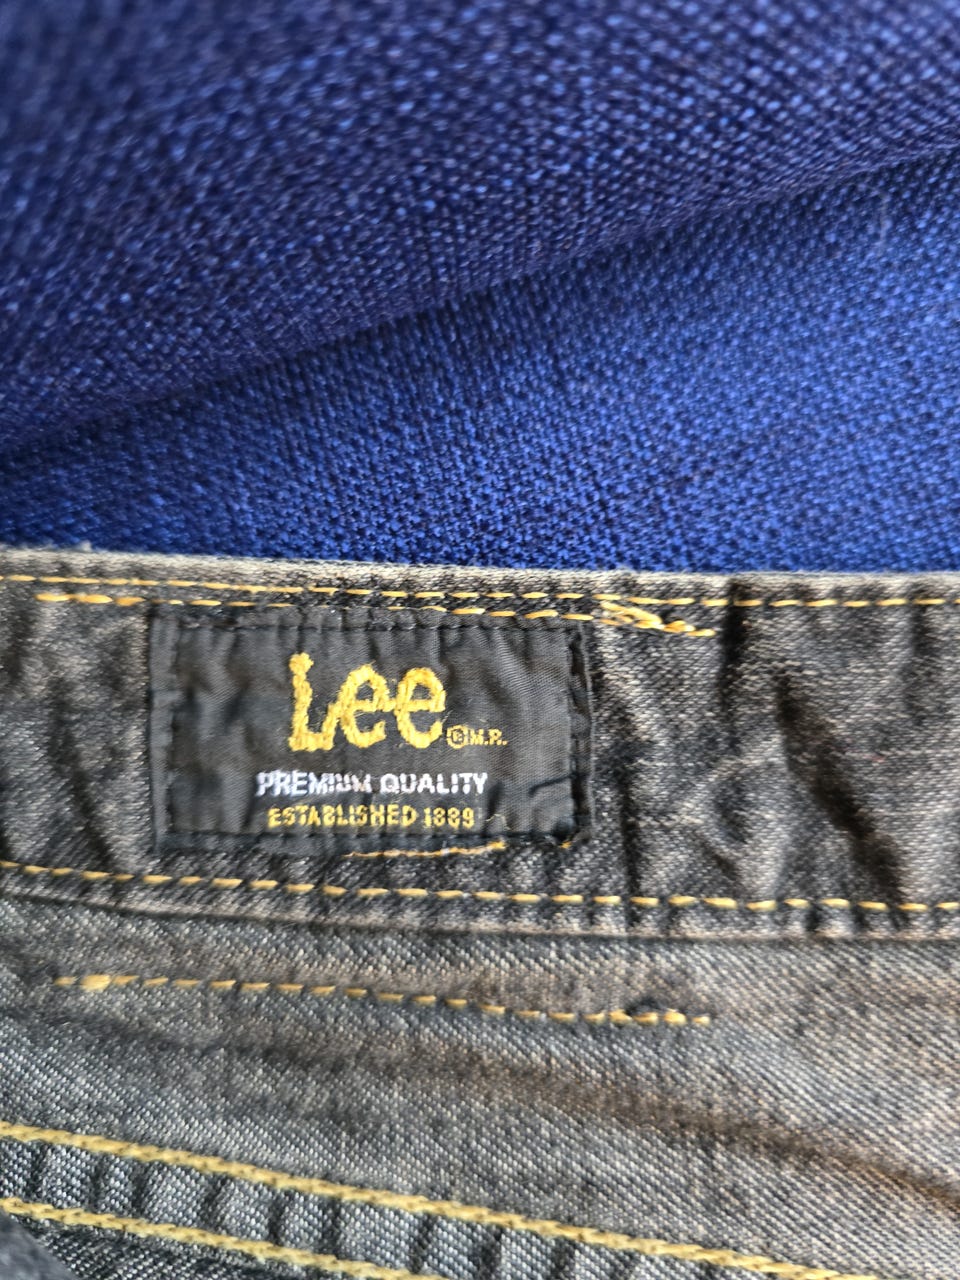 Lee ® M.R.
PREMIUM QUALITY
ESTABLISHED 1889